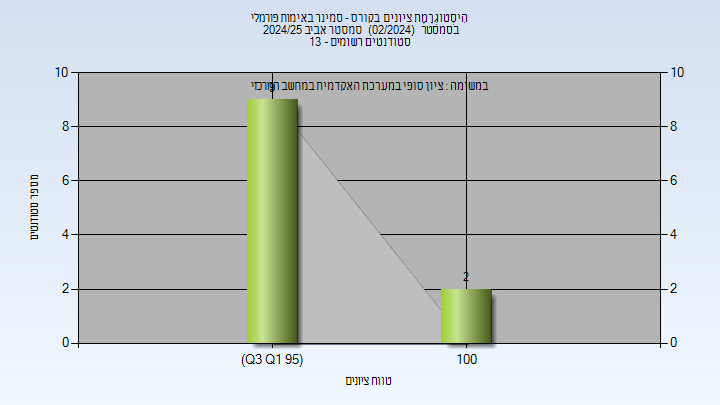 היסטוגרמת ציונים בקורס - סמינר באימות פורמלי
בסמסטר (02/2024) סמסטר אביב 2024/25
סטודנטים רשומים - 13
במשימה : ציון סופי במערכת האקדמית במחשב המרכזי
10
8
6
4
2
0
10
8
6
4
2
0
9
2
מספר סטודנטים
(Q3 Q1 95)
100
טווח ציונים